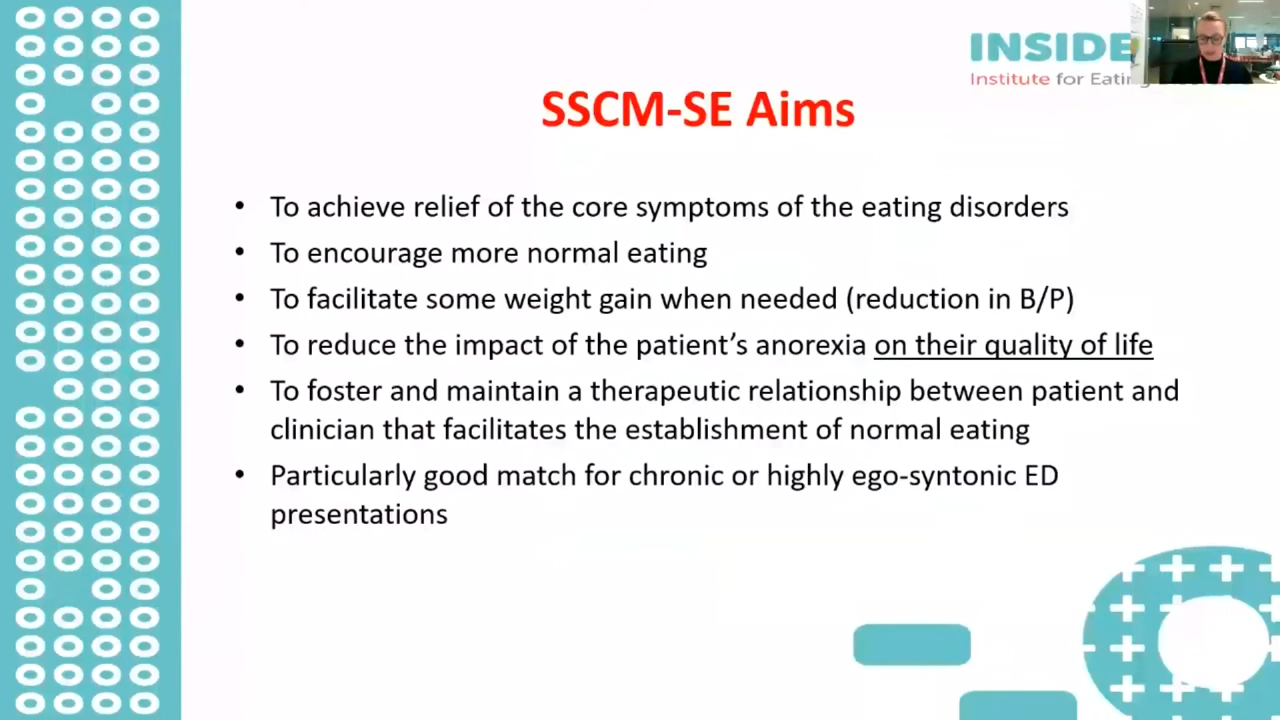 INSIDE
Institute for Eating
SSCM-SE Aims
• To achieve relief of the core symptoms of the eating disorders
• To encourage more normal eating
• To facilitate some weight gain when needed (reduction in B/P)
• To reduce the impact of the patient’s anorexia on their quality of life
• To foster and maintain a therapeutic relationship between patient and
clinician that facilitates the establishment of normal eating
• Particularly good match for chronic or highly ego-syntonic ED
presentations